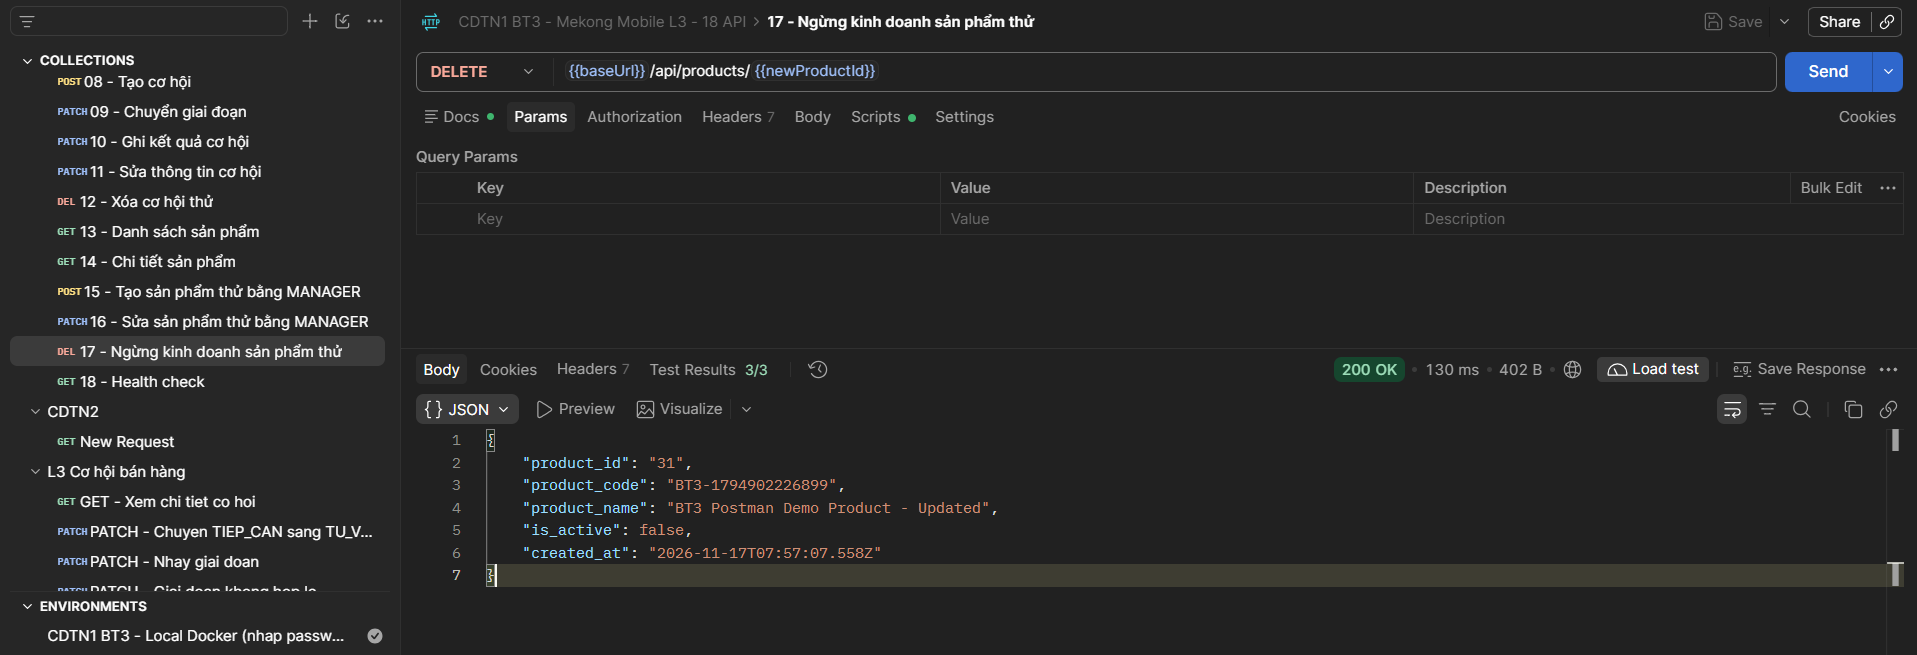 CDTN1 BT3 - Mekong Mobile L3 - 18 API > 17 - Ngừng kinh doanh sản phẩm thử
Save
Share
COLLECTIONS
POST 08 - Tạo cơ hội
PATCH 09 - Chuyển giai đoạn
PATCH 10 - Ghi kết quả cơ hội
PATCH 11 - Sửa thông tin cơ hội
DEL 12 - Xóa cơ hội thử
GET 13 - Danh sách sản phẩm
GET 14 - Chi tiết sản phẩm
POST 15 - Tạo sản phẩm thử bằng MANAGER
PATCH 16 - Sửa sản phẩm thử bằng MANAGER
DEL 17 - Ngừng kinh doanh sản phẩm thử
GET 18 - Health check
CDTN2
GET New Request
L3 Cơ hội bán hàng
GET GET - Xem chi tiet co hoi
PATCH PATCH - Chuyen TIEP_CAN sang TU_V...
PATCH PATCH - Nhay giai doan
PATCH PATCH - Giai doan khong hop le
ENVIRONMENTS
CDTN1 BT3 - Local Docker (nhap passw...
HTTP
DELETE {{baseUrl}}/api/products/{{newProductId}}
Send
Docs Params Authorization Headers 7 Body Scripts Settings Cookies
Query Params
Key Value Description Bulk Edit
Key Value Description
Body Cookies Headers 7 Test Results 3/3
200 OK • 130 ms • 402 B • Load test e.g. Save Response
{} JSON Preview Visualize
1 {
2 "product_id": "31",
3 "product_code": "BT3-1794902226899",
4 "product_name": "BT3 Postman Demo Product - Updated",
5 "is_active": false,
6 "created_at": "2026-11-17T07:57:07.558Z"
7 }